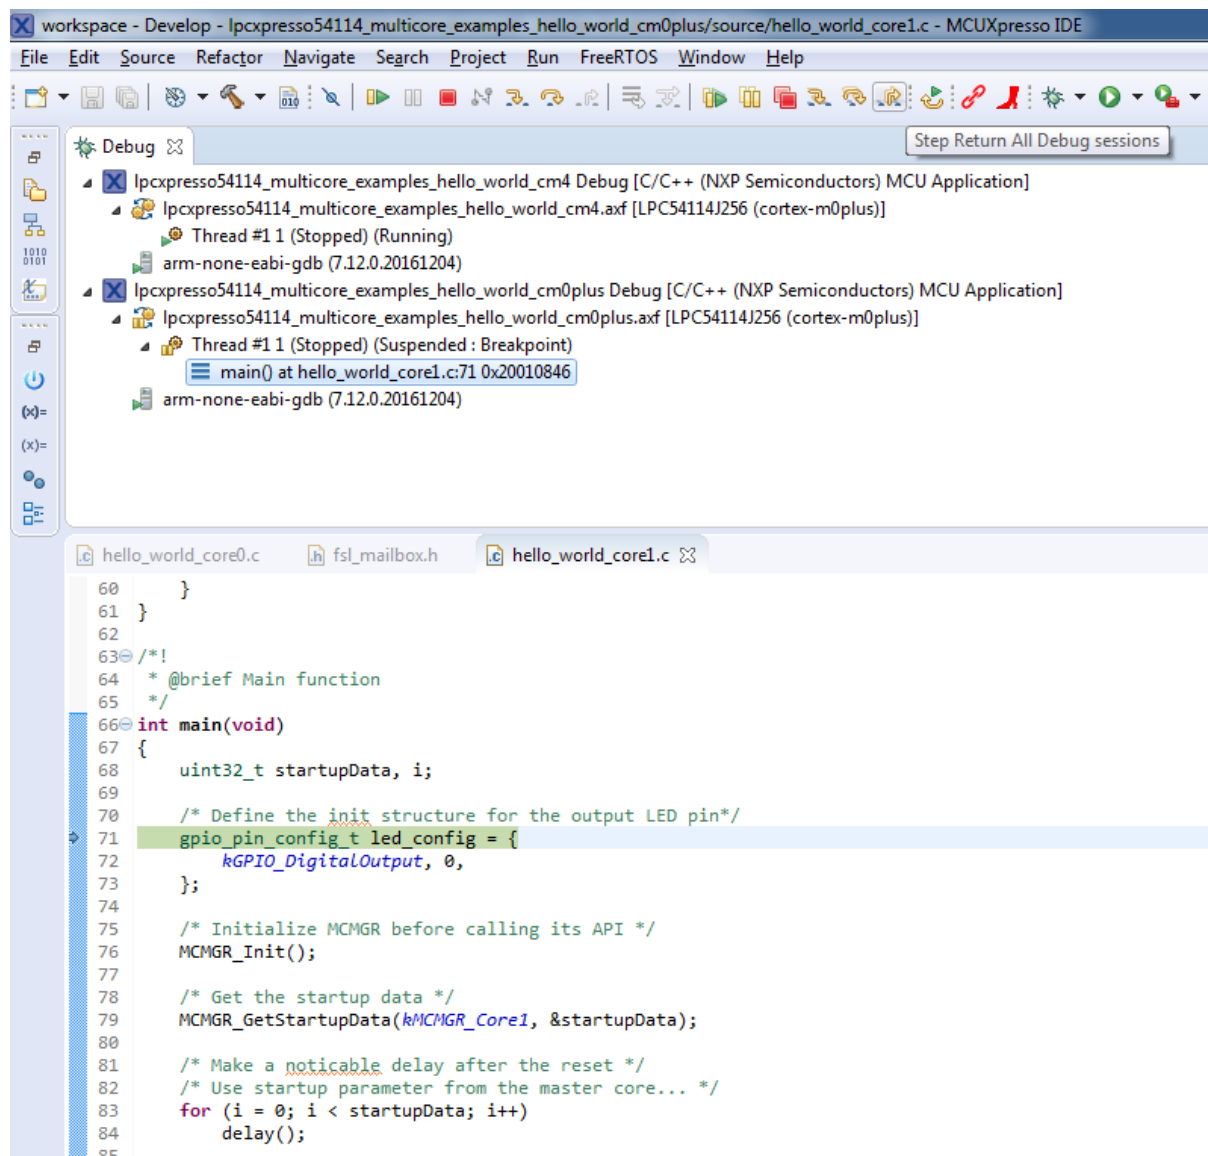 workspace - Develop - lpcxpresso54114_multicore_examples_hello_world_cm0plus/source/hello_world_core1.c - MCUXpresso IDE
File Edit Source Refactor Navigate Search Project Run FreeRTOS Window Help
010
Step Return All Debug sessions
Debug
lpcxpresso54114_multicore_examples_hello_world_cm4 Debug [C/C++ (NXP Semiconductors) MCU Application]
lpcxpresso54114_multicore_examples_hello_world_cm4.axf [LPC54114J256 (cortex-m0plus)]
Thread #1 1 (Stopped) (Running)
arm-none-eabi-gdb (7.12.0.20161204)
lpcxpresso54114_multicore_examples_hello_world_cm0plus Debug [C/C++ (NXP Semiconductors) MCU Application]
lpcxpresso54114_multicore_examples_hello_world_cm0plus.axf [LPC54114J256 (cortex-m0plus)]
Thread #1 1 (Stopped) (Suspended : Breakpoint)
main() at hello_world_core1.c:71 0x20010846
arm-none-eabi-gdb (7.12.0.20161204)
1010
0101
(x)=
(x)=
hello_world_core0.c fsl_mailbox.h hello_world_core1.c
60 }
61 }
62
63 /*!
64 * @brief Main function
65 */
66 int main(void)
67 {
68 uint32_t startupData, i;
69
70 /* Define the init structure for the output LED pin*/
71 gpio_pin_config_t led_config = {
72 kGPIO_DigitalOutput, 0,
73 };
74
75 /* Initialize MCMGR before calling its API */
76 MCMGR_Init();
77
78 /* Get the startup data */
79 MCMGR_GetStartupData(kMCMGR_Core1, &startupData);
80
81 /* Make a noticable delay after the reset */
82 /* Use startup parameter from the master core... */
83 for (i = 0; i < startupData; i++)
84 delay();
85